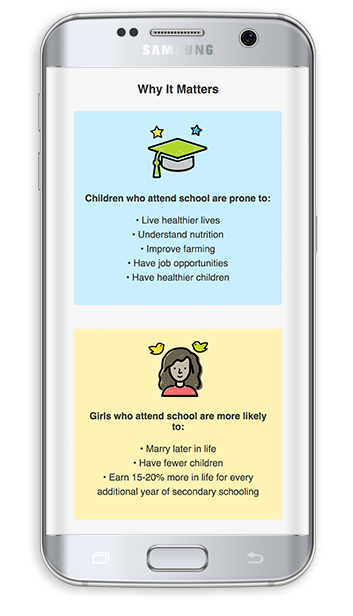 SAMSUNG
Why It Matters
Children who attend school are prone to:
• Live healthier lives
• Understand nutrition
• Improve farming
• Have job opportunities
• Have healthier children
Girls who attend school are more likely
to:
• Marry later in life
• Have fewer children
• Earn 15-20% more in life for every
additional year of secondary schooling